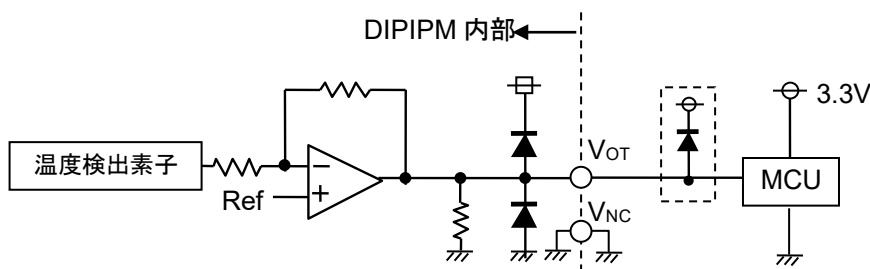 DIPIPM 内部
3.3V
温度検出素子
Ref
−
+
VOT
VNC
MCU